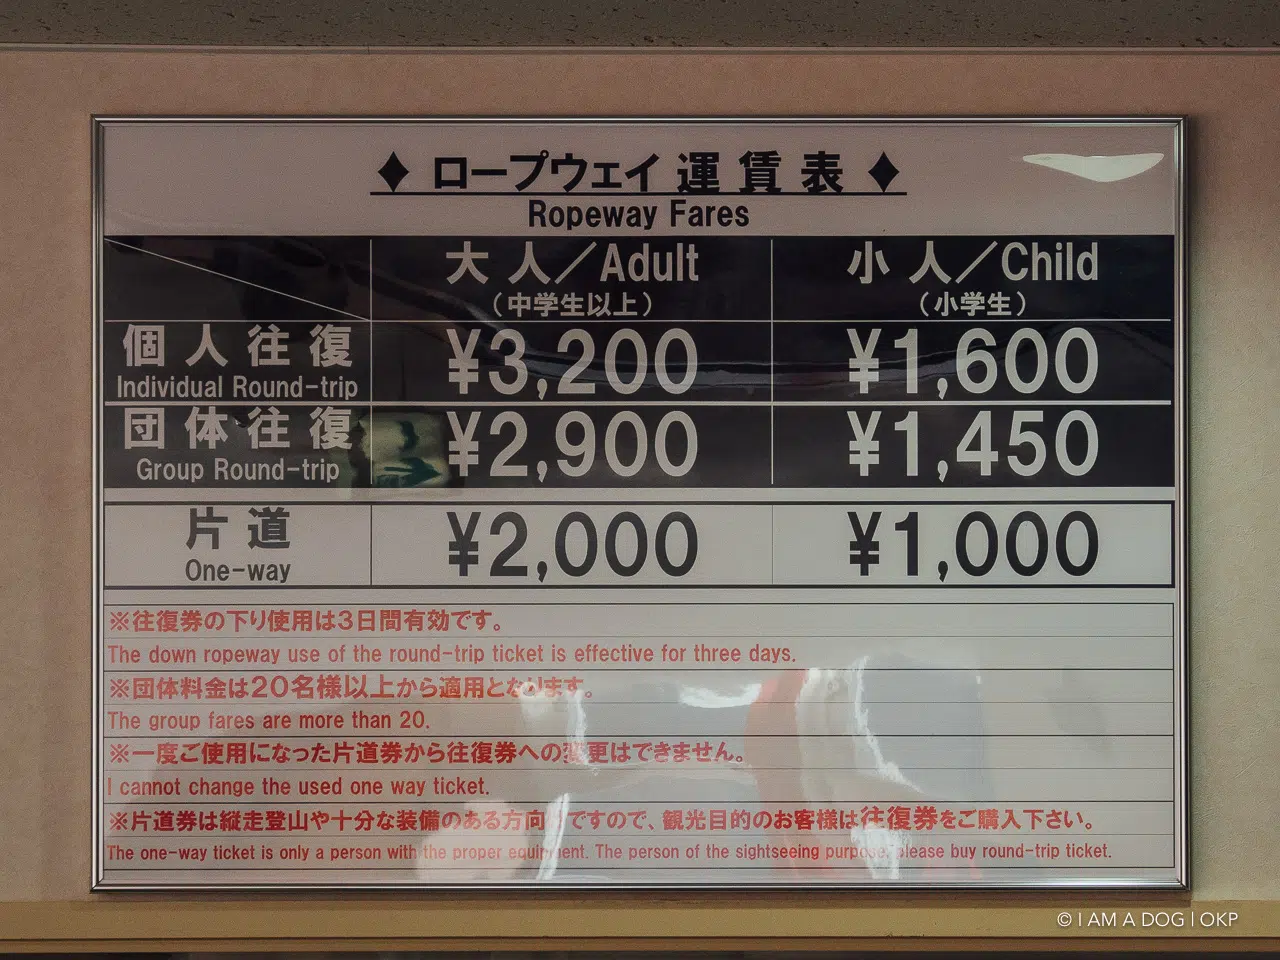 ♦ ロープウェイ運賃表 ♦
Ropeway Fares
大人／Adult 小人／Child
（中学生以上） （小学生）
個人往復 ¥3,200 ¥1,600
Individual Round-trip
団体往復 ¥2,900 ¥1,450
Group Round-trip
片道 ¥2,000 ¥1,000
One-way
※往復券の下り使用は3日間有効です。
The down ropeway use of the round-trip ticket is effective for three days.
※団体料金は20名様以上から適用となります。
The group fares are more than 20.
※一度ご使用になった片道券から往復券への変更はできません。
I cannot change the used one way ticket.
※片道券は縦走登山や十分な装備のある方向けですので、観光目的のお客様は往復券をご購入下さい。
The one-way ticket is only a person with the proper equipment. The person of the sightseeing purpose, please buy round-trip ticket.
© I AM A DOG | OKP